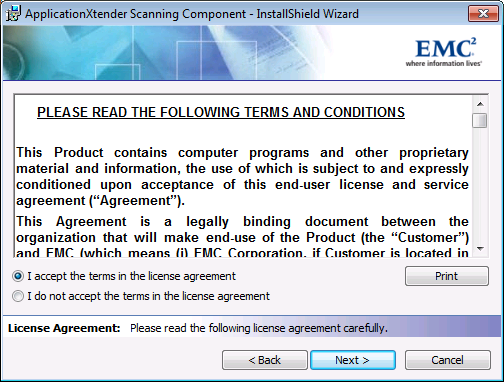 ApplicationXtender Scanning Component - InstallShield Wizard
EMC²
where information lives®
PLEASE READ THE FOLLOWING TERMS AND CONDITIONS
This Product contains computer programs and other proprietary
material and information, the use of which is subject to and expressly
conditioned upon acceptance of this end-user license and service
agreement (“Agreement”).
This Agreement is a legally binding document between the
organization that will make end-use of the Product (the “Customer”)
and EMC (which means (i) EMC Corporation, if Customer is located in
I accept the terms in the license agreement
Print
I do not accept the terms in the license agreement
License Agreement: Please read the following license agreement carefully.
< Back
Next >
Cancel